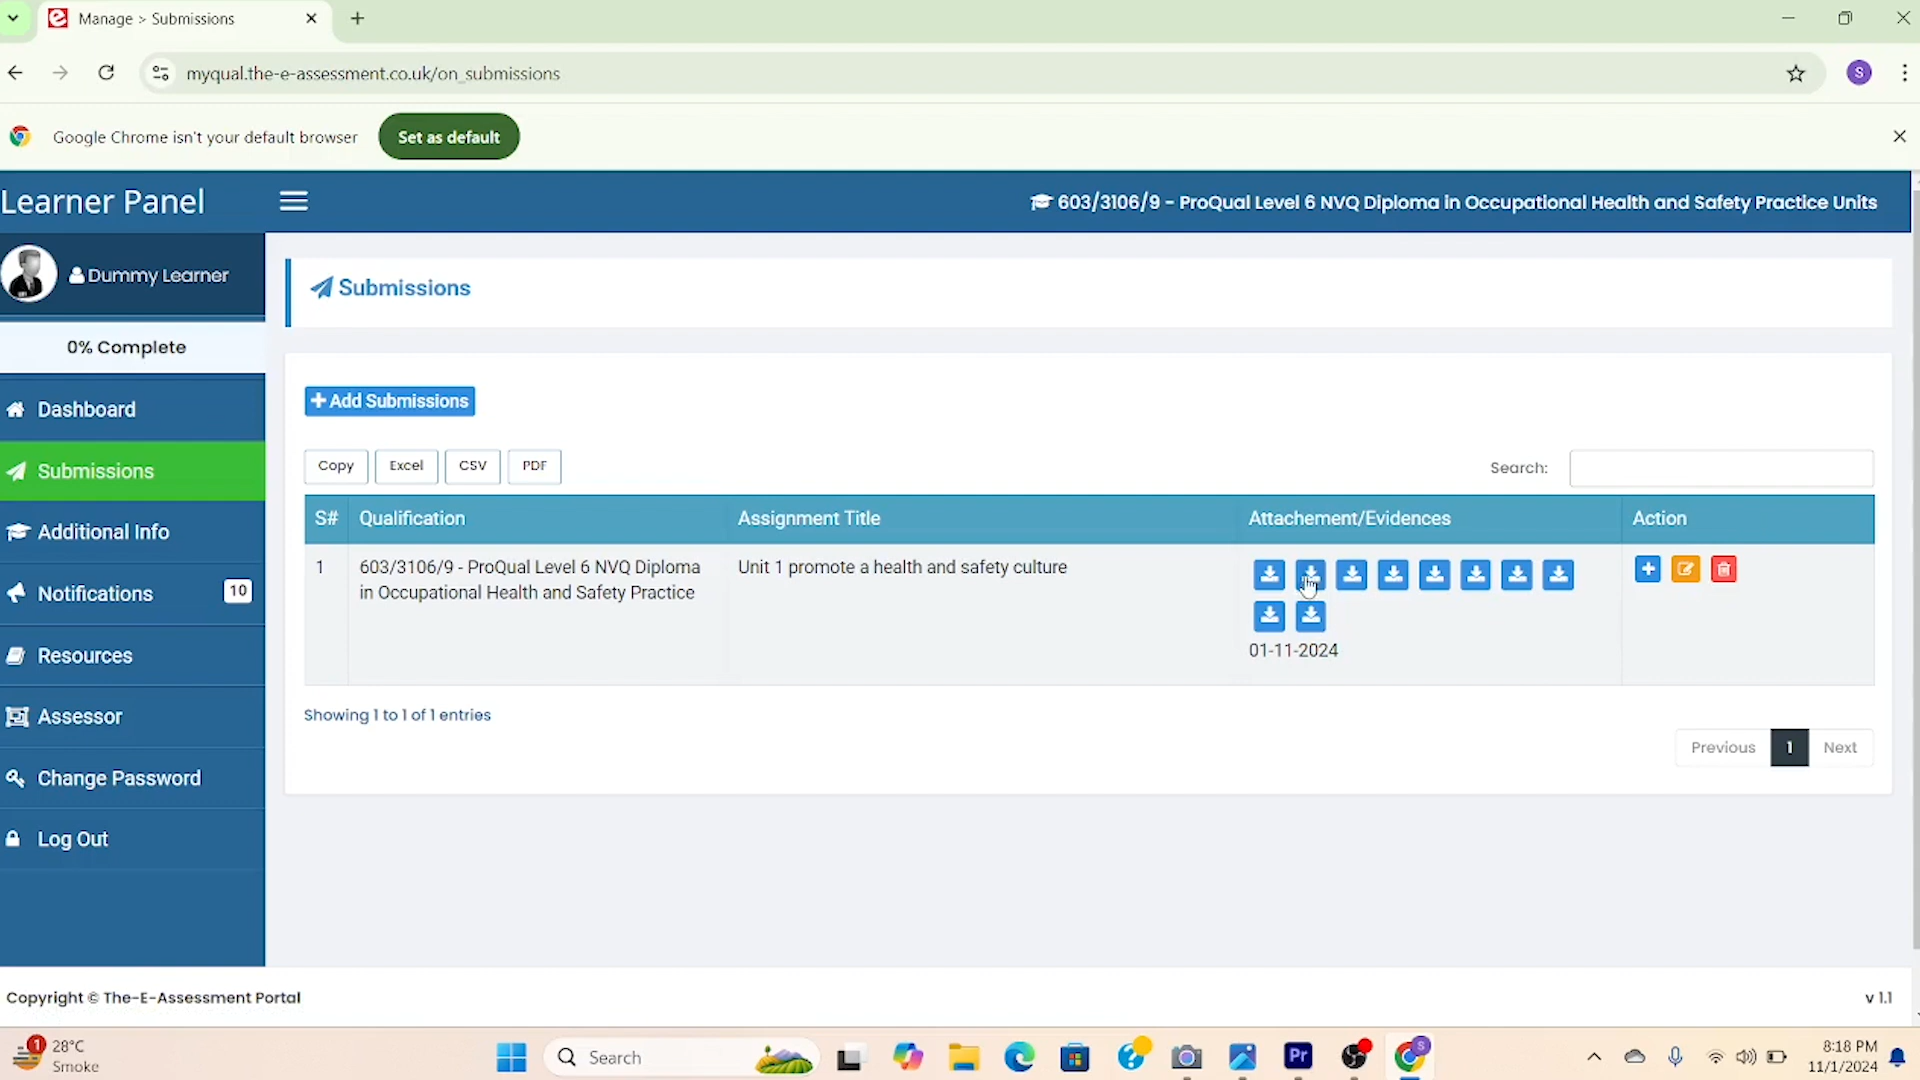 Manage > Submissions
myqual.the-e-assessment.co.uk/on_submissions
S
Google Chrome isn't your default browser
Set as default
Learner Panel
603/3106/9 - ProQual Level 6 NVQ Diploma in Occupational Health and Safety Practice Units
Dummy Learner
0% Complete
Dashboard
Submissions
Additional Info
Notifications 10
Resources
Assessor
Change Password
Log Out
Submissions
+ Add Submissions
Copy Excel CSV PDF
Search:
S# Qualification Assignment Title Attachement/Evidences Action
1 603/3106/9 - ProQual Level 6 NVQ Diploma Unit 1 promote a health and safety culture
in Occupational Health and Safety Practice
01-11-2024
Showing 1 to 1 of 1 entries
Previous 1 Next
Copyright © The-E-Assessment Portal
v 1.1
1
28°C
Smoke
Search
Pr
S
8:18 PM
11/1/2024